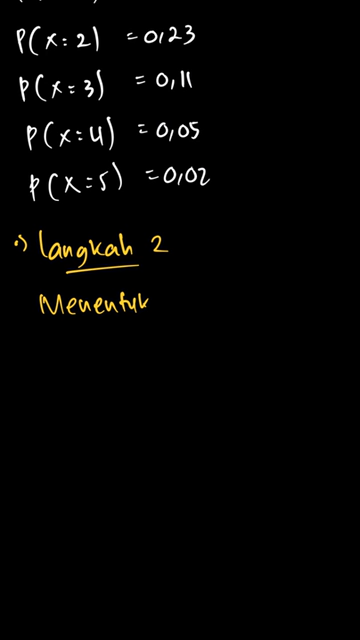 P(x=2) = 0,23
P(x=3) = 0,11
P(x=4) = 0,05
P(x=5) = 0,02
•) Langkah 2
Menentuk